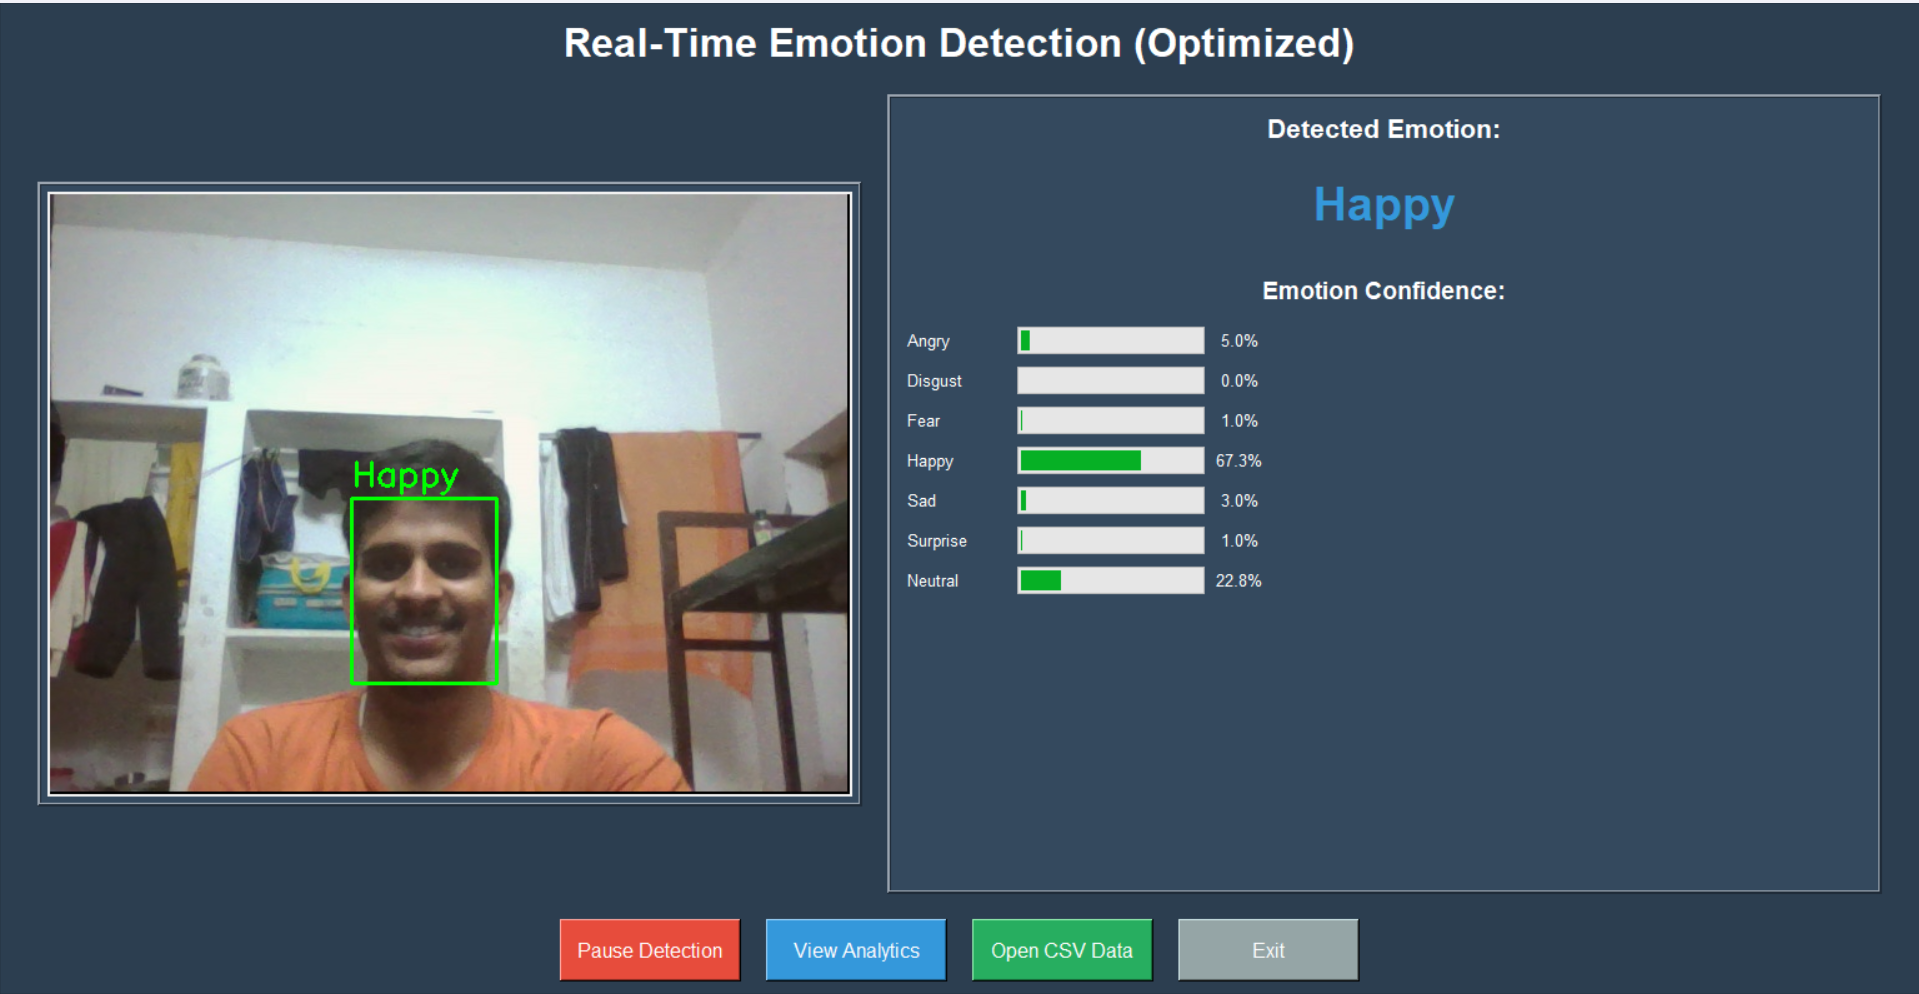 Real-Time Emotion Detection (Optimized)
Happy
Detected Emotion:
Happy
Emotion Confidence:
Angry 5.0%
Disgust 0.0%
Fear 1.0%
Happy 67.3%
Sad 3.0%
Surprise 1.0%
Neutral 22.8%
Pause Detection View Analytics Open CSV Data Exit